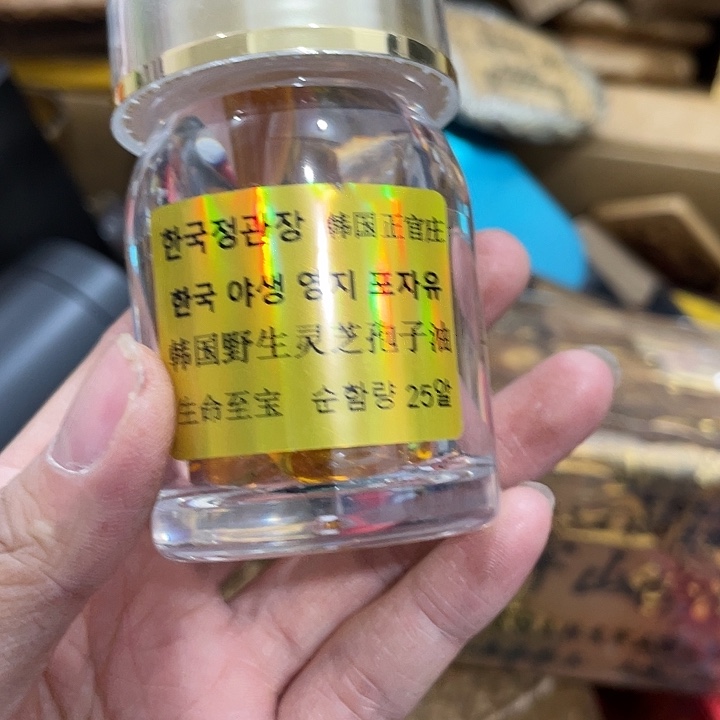 한국정관장 韩国正官庄
한국 야생 영지 포자유
韩国野生灵芝孢子油
生命至宝 순함량 25알